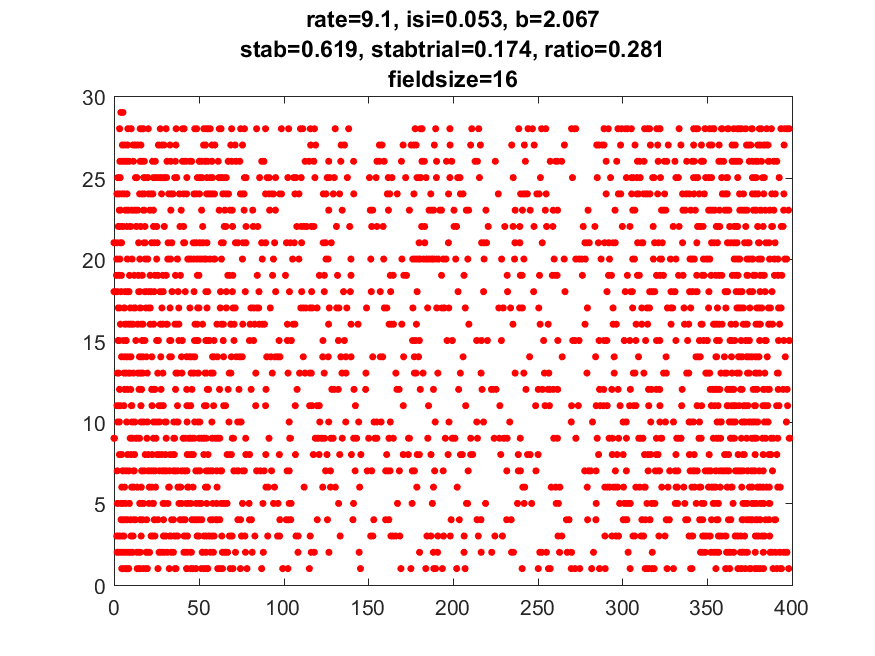 rate=9.1, isi=0.053, b=2.067
stab=0.619, stabtrial=0.174, ratio=0.281
fieldsize=16
30
25
20
15
10
5
0
0 50 100 150 200 250 300 350 400